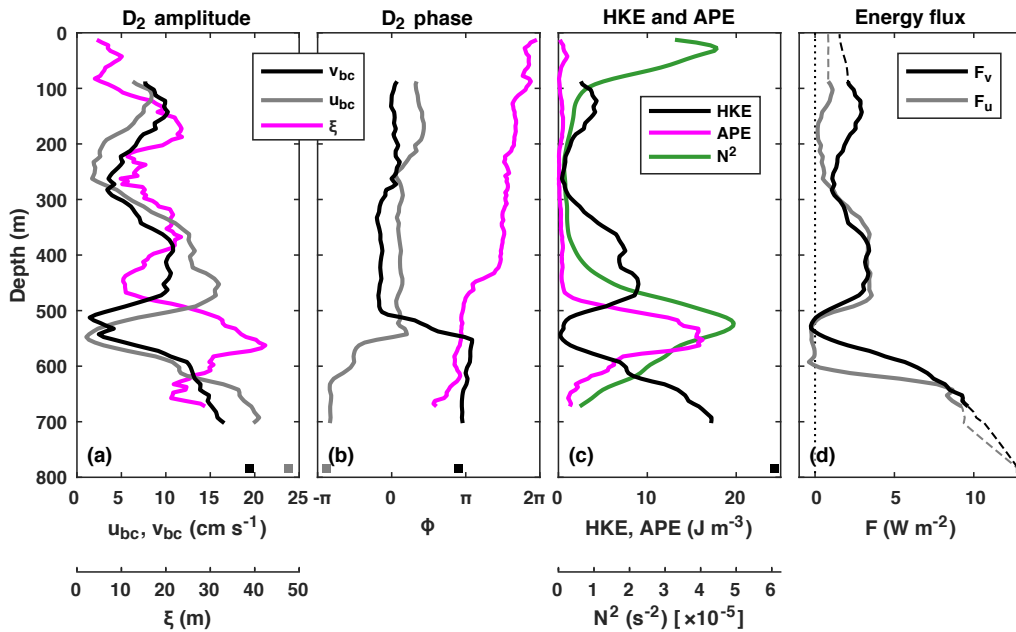 D2 amplitude
D2 phase
HKE and APE
Energy flux
0
100
200
300
400
500
600
700
800
Depth (m)
vbc
ubc
ξ
HKE
APE
N2
Fv
Fu
(a)
(b)
(c)
(d)
0 5 10 15 20 25
-π 0 π 2π
0 10 20
0 5 10
ubc, vbc (cm s-1)
Φ
HKE, APE (J m-3)
F (W m-2)
0 10 20 30 40 50
0 1 2 3 4 5 6
ξ (m)
N2 (s-2) [×10-5]